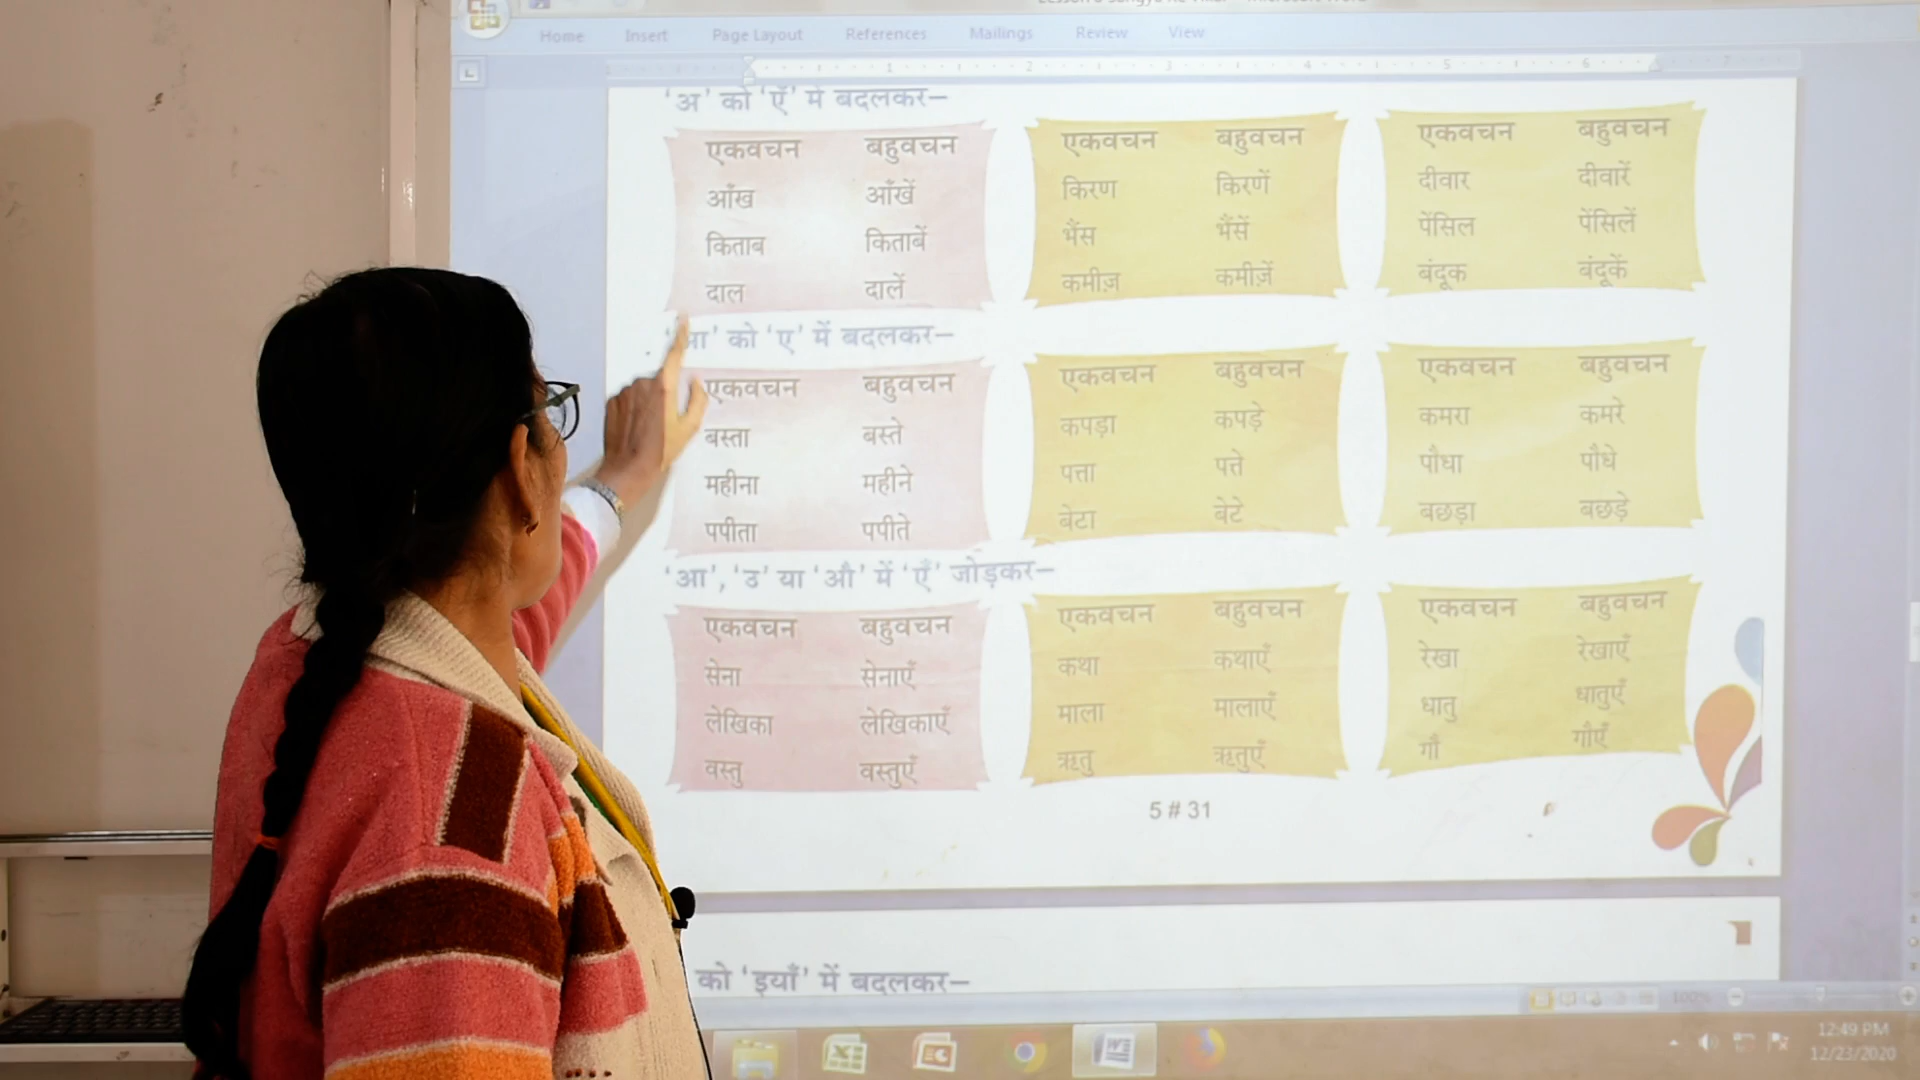 Home Insert Page Layout References Mailings Review View
'अ' को 'एँ' में बदलकर–
एकवचन बहुवचन एकवचन बहुवचन एकवचन बहुवचन
आँख आँखें किरण किरणें दीवार दीवारें
किताब किताबें भैंस भैंसें पेंसिल पेंसिलें
दाल दालें कमीज़ कमीज़ें बंदूक बंदूकें
'आ' को 'ए' में बदलकर–
एकवचन बहुवचन एकवचन बहुवचन एकवचन बहुवचन
बस्ता बस्ते कपड़ा कपड़े कमरा कमरे
महीना महीने पत्ता पत्ते पौधा पौधे
पपीता पपीते बेटा बेटे बछड़ा बछड़े
'आ', 'उ' या 'औ' में 'एँ' जोड़कर–
एकवचन बहुवचन एकवचन बहुवचन एकवचन बहुवचन
सेना सेनाएँ कथा कथाएँ रेखा रेखाएँ
लेखिका लेखिकाएँ माला मालाएँ धातु धातुएँ
वस्तु वस्तुएँ ऋतु ऋतुएँ गौ गौएँ
5 # 31
को 'इयाँ' में बदलकर–
100%
12:49 PM
12/23/2020